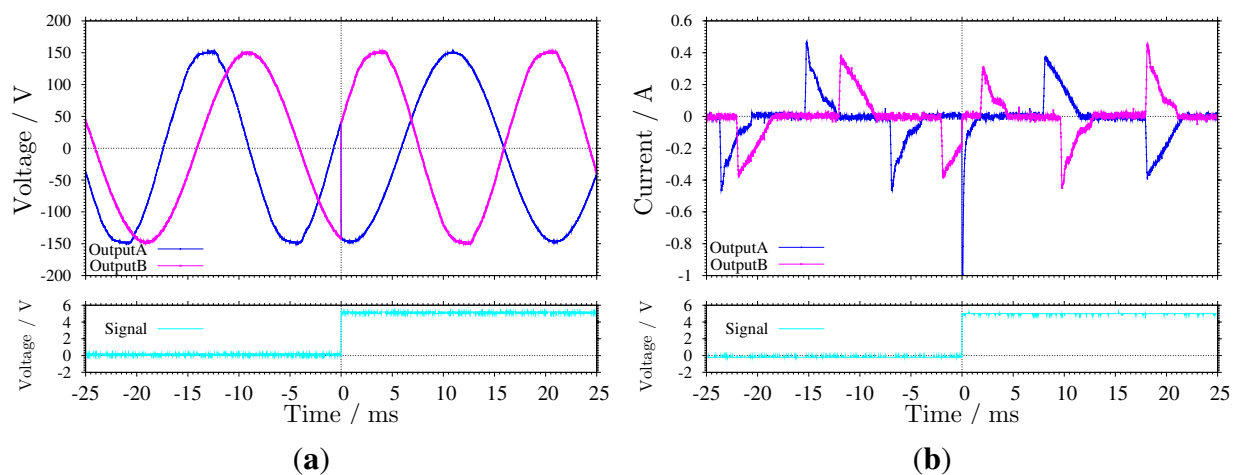 200
150
100
50
0
-50
-100
-150
-200
Voltage / V
OutputA
OutputB
6
4
2
0
-2
Voltage / V
Signal
-25 -20 -15 -10 -5 0 5 10 15 20 25
Time / ms
(a)
0.6
0.4
0.2
0
-0.2
-0.4
-0.6
-0.8
-1
Current / A
OutputA
OutputB
6
4
2
0
-2
Voltage / V
Signal
-25 -20 -15 -10 -5 0 5 10 15 20 25
Time / ms
(b)